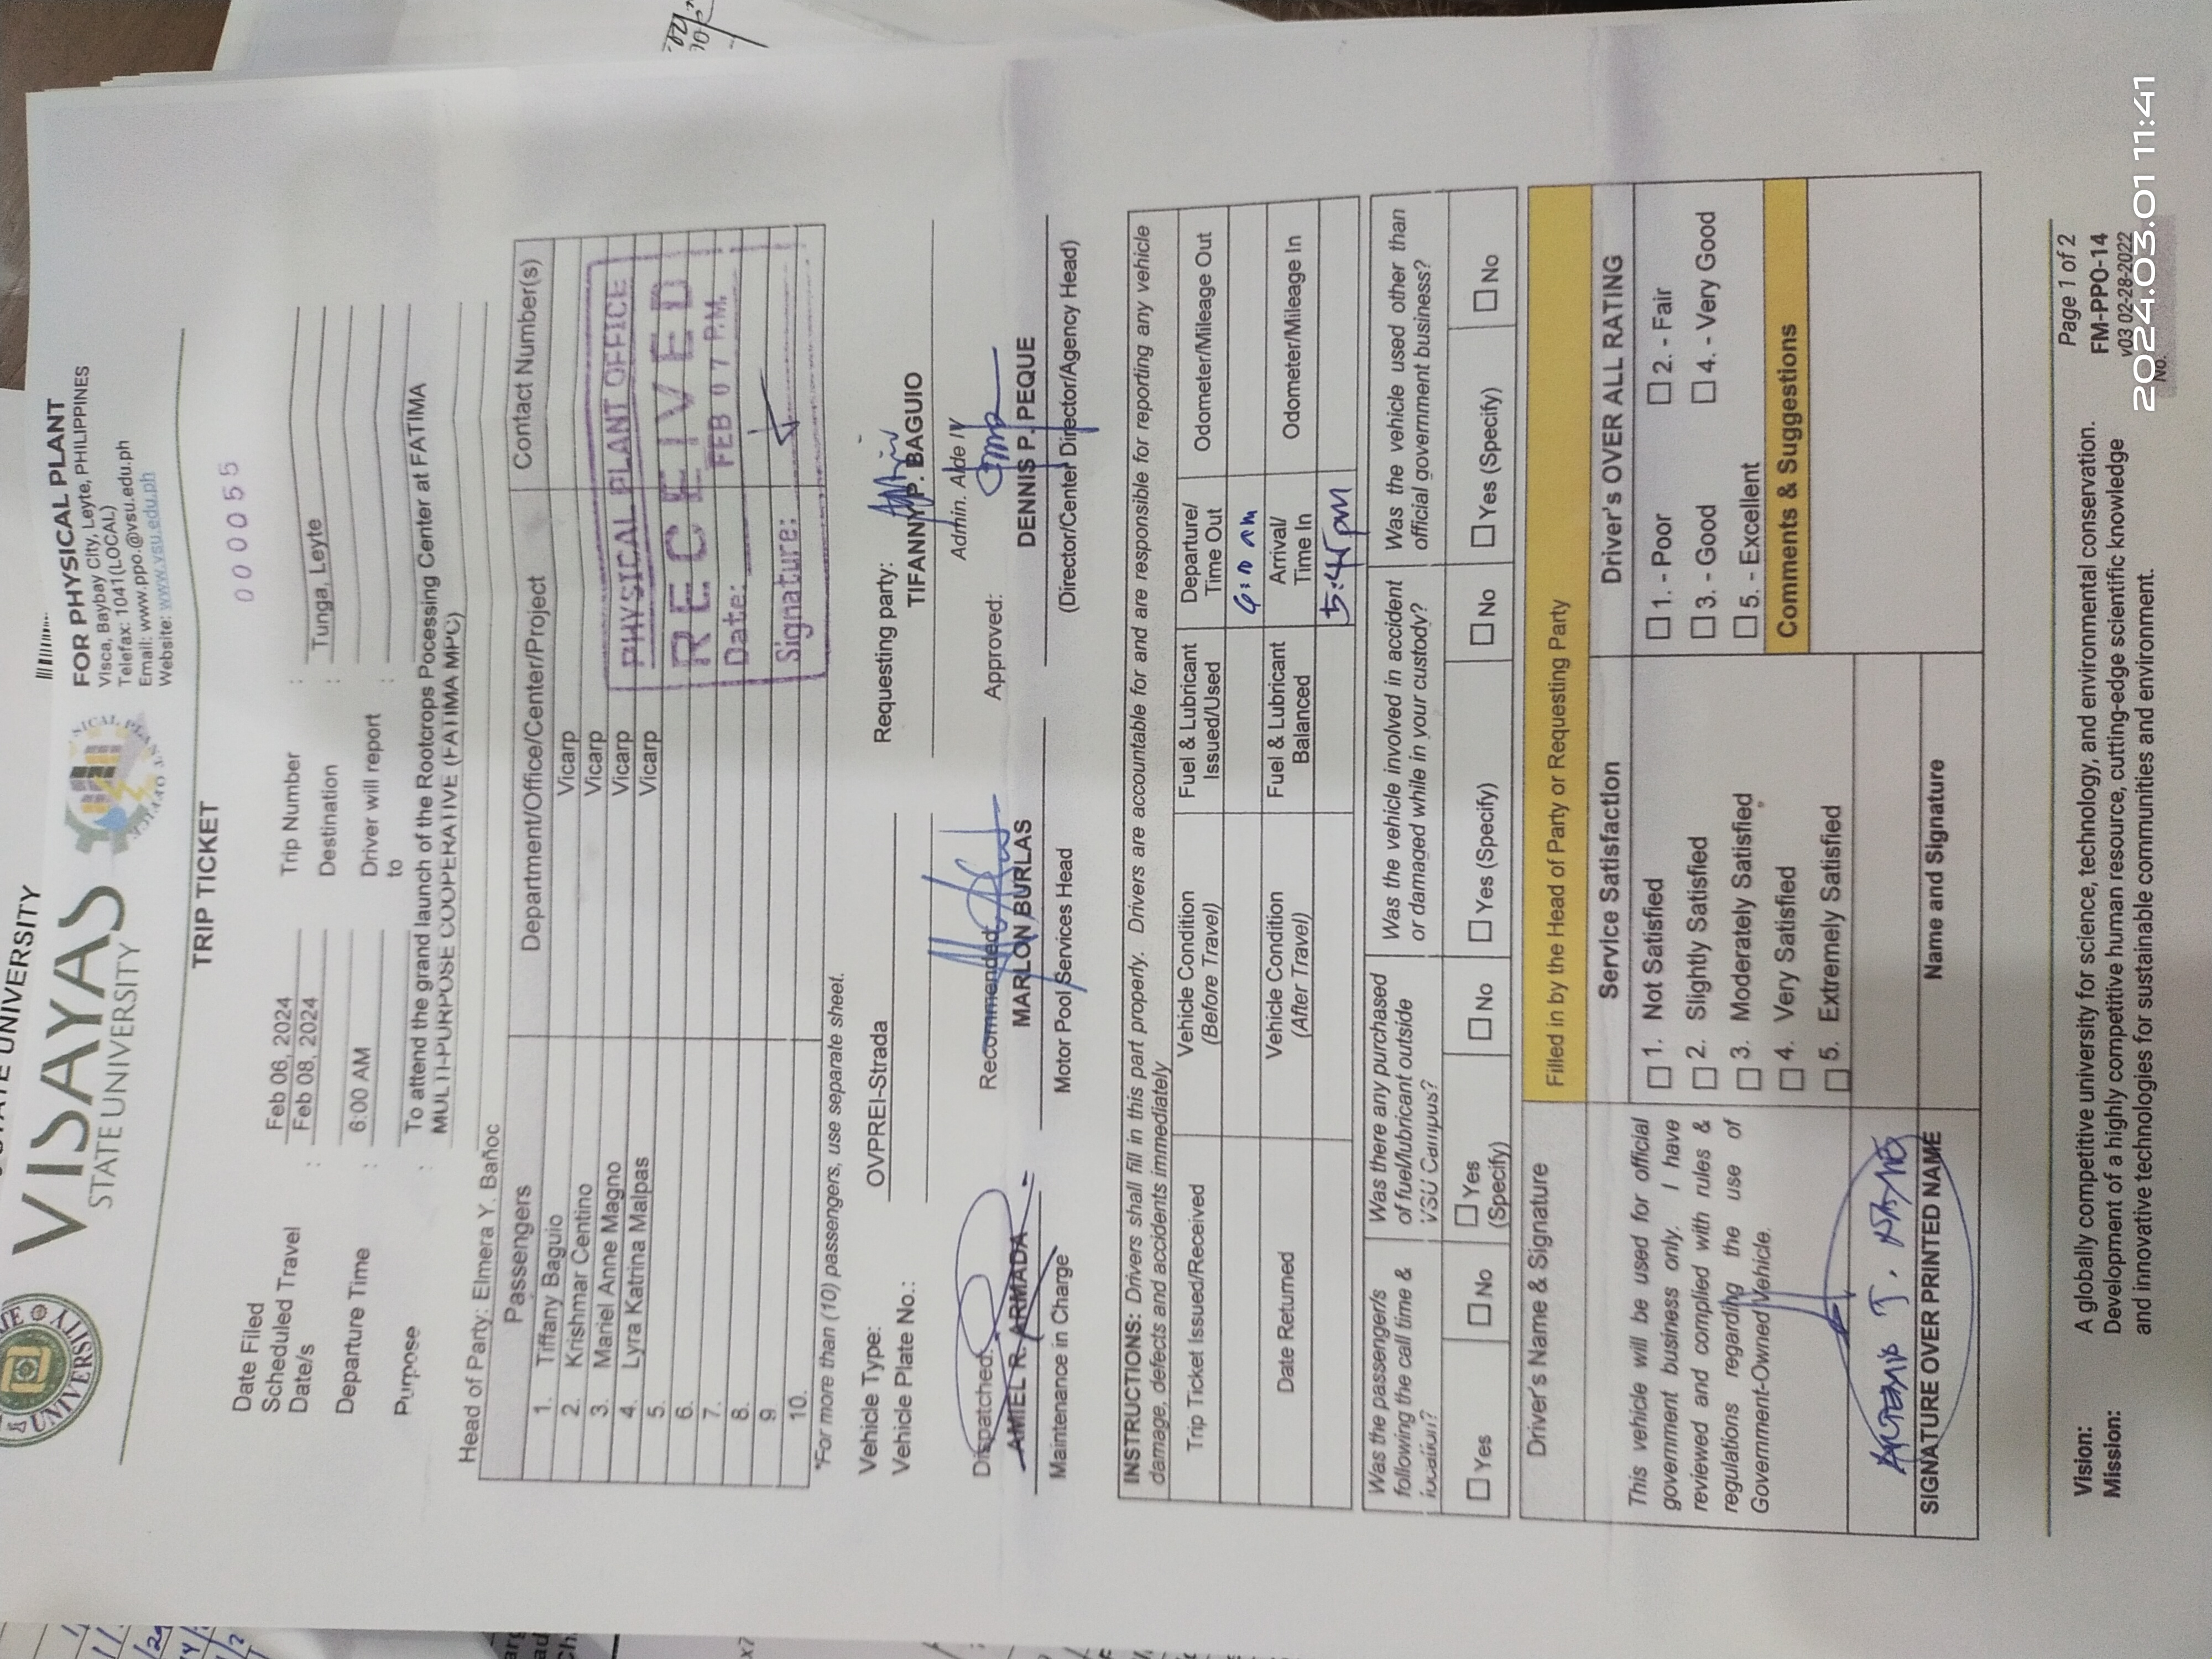 STATE UNIVERSITY
VISAYAS
STATE UNIVERSITY
FOR PHYSICAL PLANT
Visca, Baybay City, Leyte, PHILIPPINES
Telefax: 1041(LOCAL)
Email: www.ppo.@vsu.edu.ph
Website: www.vsu.edu.ph
TRIP TICKET
000055
Date Filed Feb 06, 2024 Trip Number :
Scheduled Travel Date/s : Feb 08, 2024 Destination : Tunga, Leyte
Departure Time : 6:00 AM Driver will report to :
Purpose : To attend the grand launch of the Rootcrops Pocessing Center at FATIMA
MULTI-PURPOSE COOPERATIVE (FATIMA MPC)
Head of Party: Elmera Y. Bañoc
Passengers Department/Office/Center/Project Contact Number(s)
1. Tiffany Baguio Vicarp
2. Krishmar Centino Vicarp
3. Mariel Anne Magno Vicarp
4. Lyra Katrina Malpas Vicarp
5.
6.
7.
8.
9.
10.
PHYSICAL PLANT OFFICE
RECEIVED
Date: FEB 07 P.M.
Signature:
*For more than (10) passengers, use separate sheet.
Vehicle Type: OVPREI-Strada
Vehicle Plate No.:
Requesting party:
TIFANNY P. BAGUIO
Admin. Aide IV
Dispatched: Recommended: Approved:
AMIEL R. ARMADA MARLON BURLAS DENNIS P. PEQUE
Maintenance in Charge Motor Pool Services Head (Director/Center Director/Agency Head)
INSTRUCTIONS: Drivers shall fill in this part property. Drivers are accountable for and are responsible for reporting any vehicle
damage, defects and accidents immediately
Trip Ticket Issued/Received Vehicle Condition (Before Travel) Fuel & Lubricant Issued/Used Departure/ Time Out Odometer/Mileage Out
Date Returned Vehicle Condition (After Travel) Fuel & Lubricant Balanced Arrival/ Time In Odometer/Mileage In
Was the passenger/s following the call time & location?
Was there any purchased of fuel/lubricant outside VSU Campus?
Was the vehicle involved in accident or damaged while in your custody?
Was the vehicle used other than official government business?
Yes No Yes (Specify) No Yes (Specify) No Yes (Specify) No
Driver's Name & Signature Filled in by the Head of Party or Requesting Party
Service Satisfaction Driver's OVER ALL RATING
This vehicle will be used for official
government business only. I have
reviewed and complied with rules &
regulations regarding the use of
Government-Owned Vehicle.
1. Not Satisfied
2. Slightly Satisfied
3. Moderately Satisfied
4. Very Satisfied
5. Extremely Satisfied
1. - Poor 2. - Fair
3. - Good 4. - Very Good
5. - Excellent
Comments & Suggestions
SIGNATURE OVER PRINTED NAME Name and Signature
Vision: A globally competitive university for science, technology, and environmental conservation.
Mission: Development of a highly competitive human resource, cutting-edge scientific knowledge
and innovative technologies for sustainable communities and environment.
Page 1 of 2
FM-PPO-14
v03 02-28-2022
No.
2024.03.01 11:41